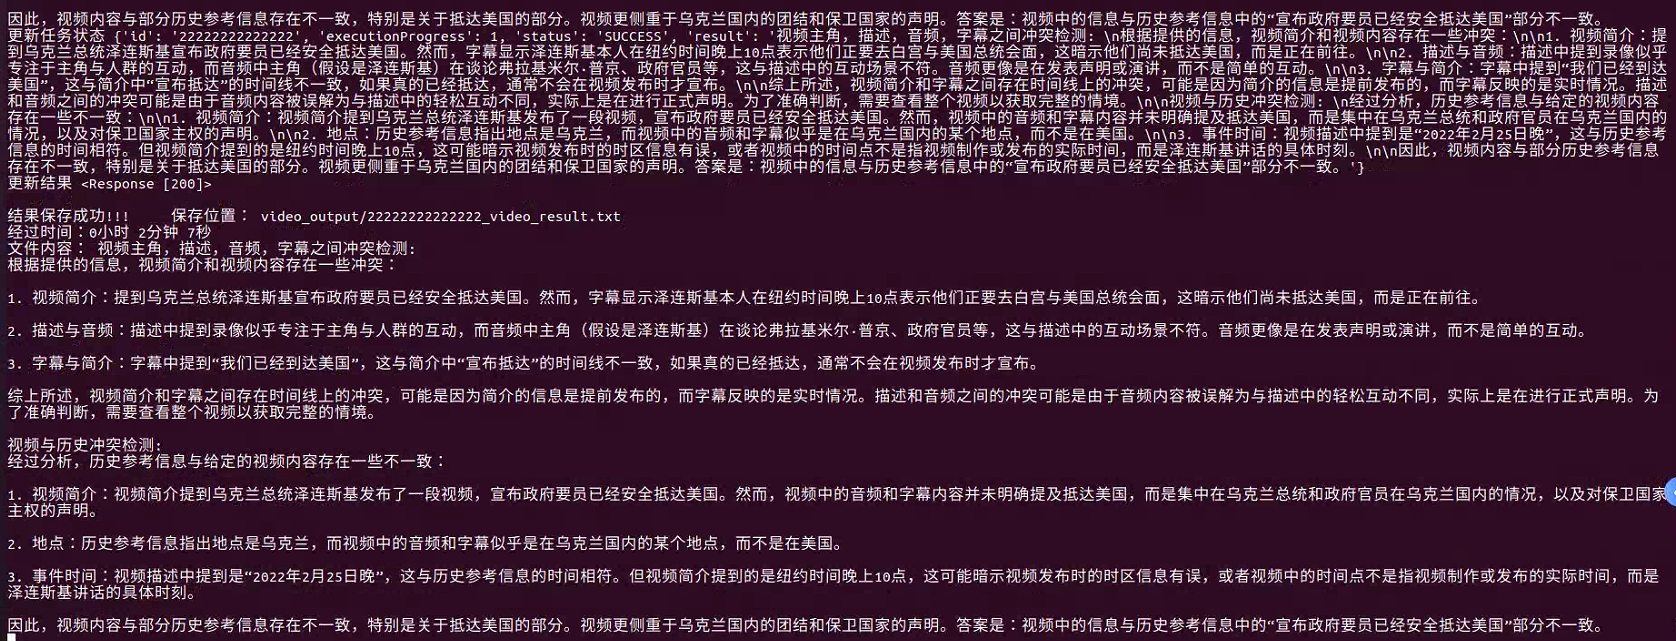 因此，视频内容与部分历史参考信息存在不一致，特别是关于抵达美国的部分。视频更侧重于乌克兰国内的团结和保卫国家的声明。答案是：视频中的信息与历史参考信息中的“宣布政府要员已经安全抵达美国”部分不一致。
更新任务状态 {'id': '22222222222222', 'executionProgress': 1, 'status': 'SUCCESS', 'result': '视频主角，描述，音频，字幕之间冲突检测: \n根据提供的信息，视频简介和视频内容存在一些冲突：\n\n1. 视频简介：提
到乌克兰总统泽连斯基宣布政府要员已经安全抵达美国。然而，字幕显示泽连斯基本人在纽约时间晚上10点表示他们正要去白宫与美国总统会面，这暗示他们尚未抵达美国，而是正在前往。\n\n2. 描述与音频：描述中提到录像似乎
专注于主角与人群的互动，而音频中主角（假设是泽连斯基）在谈论弗拉基米尔·普京、政府官员等，这与描述中的互动场景不符。音频更像是在发表声明或演讲，而不是简单的互动。\n\n3. 字幕与简介：字幕中提到“我们已经到达
美国”，这与简介中“宣布抵达”的时间线不一致，如果真的已经抵达，通常不会在视频发布时才宣布。\n\n综上所述，视频简介和字幕之间存在时间线上的冲突，可能是因为简介的信息是提前发布的，而字幕反映的是实时情况。描述
和音频之间的冲突可能是由于音频内容被误解为与描述中的轻松互动不同，实际上是在进行正式声明。为了准确判断，需要查看整个视频以获取完整的情境。\n\n视频与历史冲突检测: \n经过分析，历史参考信息与给定的视频内容
存在一些不一致：\n\n1. 视频简介：视频简介提到乌克兰总统泽连斯基发布了一段视频，宣布政府要员已经安全抵达美国。然而，视频中的音频和字幕内容并未明确提及抵达美国，而是集中在乌克兰总统和政府官员在乌克兰国内的
情况，以及对保卫国家主权的声明。\n\n2. 地点：历史参考信息指出地点是乌克兰，而视频中的音频和字幕似乎是在乌克兰国内的某个地点，而不是在美国。\n\n3. 事件时间：视频描述中提到是“2022年2月25日晚”，这与历史参考
信息的时间相符。但视频简介提到的是纽约时间晚上10点，这可能暗示视频发布时的时区信息有误，或者视频中的时间点不是指视频制作或发布的实际时间，而是泽连斯基讲话的具体时刻。\n\n因此，视频内容与部分历史参考信息
存在不一致，特别是关于抵达美国的部分。视频更侧重于乌克兰国内的团结和保卫国家的声明。答案是：视频中的信息与历史参考信息中的“宣布政府要员已经安全抵达美国”部分不一致。'}
更新结果 <Response [200]>
结果保存成功!!! 保存位置： video_output/22222222222222_video_result.txt
经过时间：0小时 2分钟 7秒
文件内容： 视频主角，描述，音频，字幕之间冲突检测:
根据提供的信息，视频简介和视频内容存在一些冲突：
1. 视频简介：提到乌克兰总统泽连斯基宣布政府要员已经安全抵达美国。然而，字幕显示泽连斯基本人在纽约时间晚上10点表示他们正要去白宫与美国总统会面，这暗示他们尚未抵达美国，而是正在前往。
2. 描述与音频：描述中提到录像似乎专注于主角与人群的互动，而音频中主角（假设是泽连斯基）在谈论弗拉基米尔·普京、政府官员等，这与描述中的互动场景不符。音频更像是在发表声明或演讲，而不是简单的互动。
3. 字幕与简介：字幕中提到“我们已经到达美国”，这与简介中“宣布抵达”的时间线不一致，如果真的已经抵达，通常不会在视频发布时才宣布。
综上所述，视频简介和字幕之间存在时间线上的冲突，可能是因为简介的信息是提前发布的，而字幕反映的是实时情况。描述和音频之间的冲突可能是由于音频内容被误解为与描述中的轻松互动不同，实际上是在进行正式声明。为
了准确判断，需要查看整个视频以获取完整的情境。
视频与历史冲突检测:
经过分析，历史参考信息与给定的视频内容存在一些不一致：
1. 视频简介：视频简介提到乌克兰总统泽连斯基发布了一段视频，宣布政府要员已经安全抵达美国。然而，视频中的音频和字幕内容并未明确提及抵达美国，而是集中在乌克兰总统和政府官员在乌克兰国内的情况，以及对保卫国家
主权的声明。
2. 地点：历史参考信息指出地点是乌克兰，而视频中的音频和字幕似乎是在乌克兰国内的某个地点，而不是在美国。
3. 事件时间：视频描述中提到是“2022年2月25日晚”，这与历史参考信息的时间相符。但视频简介提到的是纽约时间晚上10点，这可能暗示视频发布时的时区信息有误，或者视频中的时间点不是指视频制作或发布的实际时间，而是
泽连斯基讲话的具体时刻。
因此，视频内容与部分历史参考信息存在不一致，特别是关于抵达美国的部分。视频更侧重于乌克兰国内的团结和保卫国家的声明。答案是：视频中的信息与历史参考信息中的“宣布政府要员已经安全抵达美国”部分不一致。